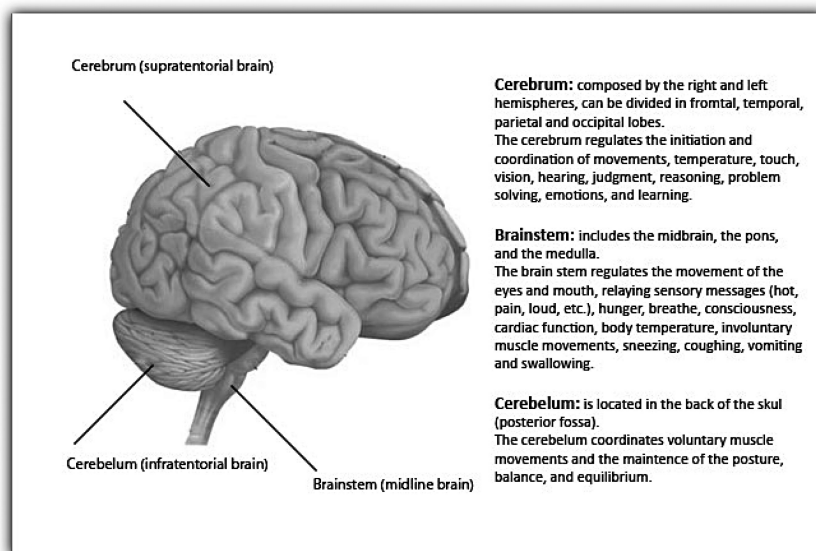 Cerebrum (supratentorial brain)
Cerebelum (infratentorial brain)
Brainstem (midline brain)
Cerebrum: composed by the right and left
hemispheres, can be divided in fromtal, temporal,
parietal and occipital lobes.
The cerebrum regulates the initiation and
coordination of movements, temperature, touch,
vision, hearing, judgment, reasoning, problem
solving, emotions, and learning.
Brainstem: includes the midbrain, the pons,
and the medulla.
The brain stem regulates the movement of the
eyes and mouth, relaying sensory messages (hot,
pain, loud, etc.), hunger, breathe, consciousness,
cardiac function, body temperature, involuntary
muscle movements, sneezing, coughing, vomiting
and swallowing.
Cerebelum: is located in the back of the skul
(posterior fossa).
The cerebelum coordinates voluntary muscle
movements and the maintence of the posture,
balance, and equilibrium.